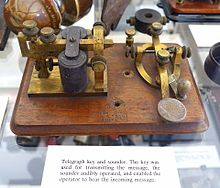 Telegraph key and sounder. The key was
used for transmitting the message, the
sounder audibly operated, and enabled the
operator to hear the incoming message.